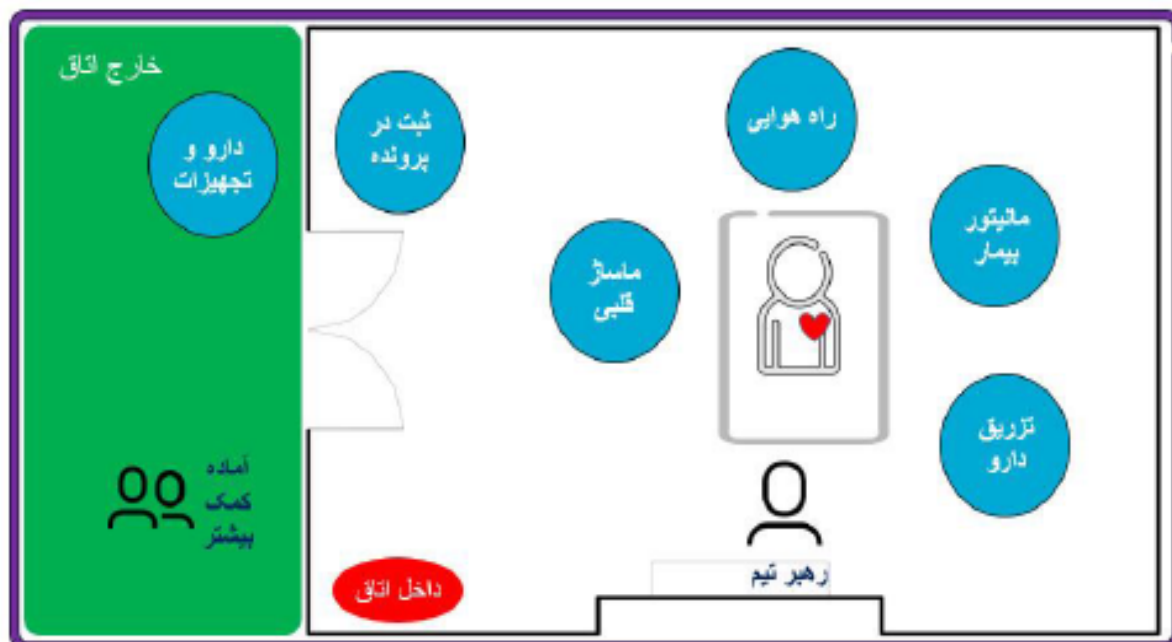 خارج اتاق
دارو و
تجهیزات
آماده
کمک
بیشتر
ثبت در
پرونده
راه هوایی
ماساژ
قلبی
مانیتور
بیمار
تزریق
دارو
رهبر تیم
داخل اتاق